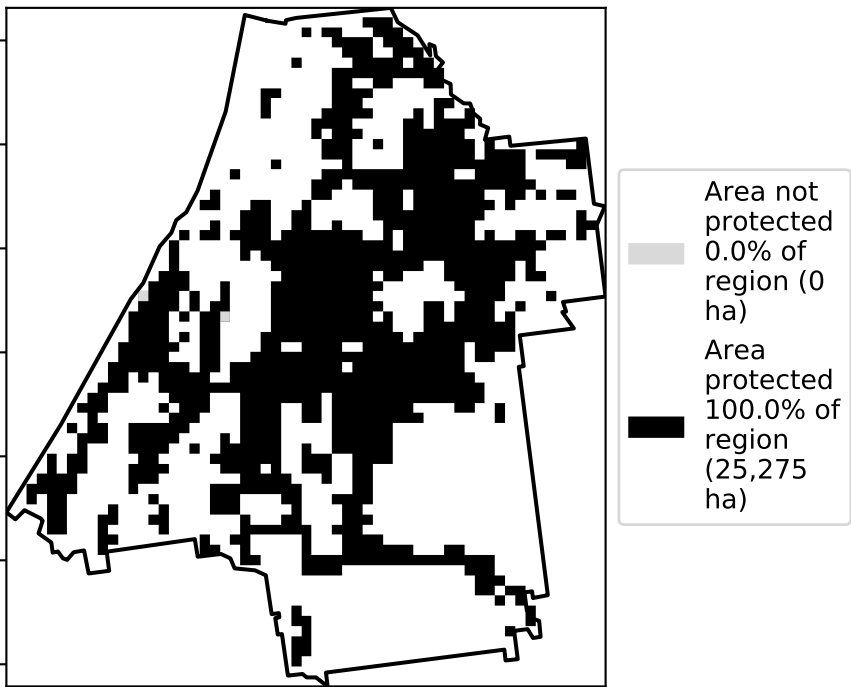 Area not
protected
0.0% of
region (0
ha)
Area
protected
100.0% of
region
(25,275
ha)